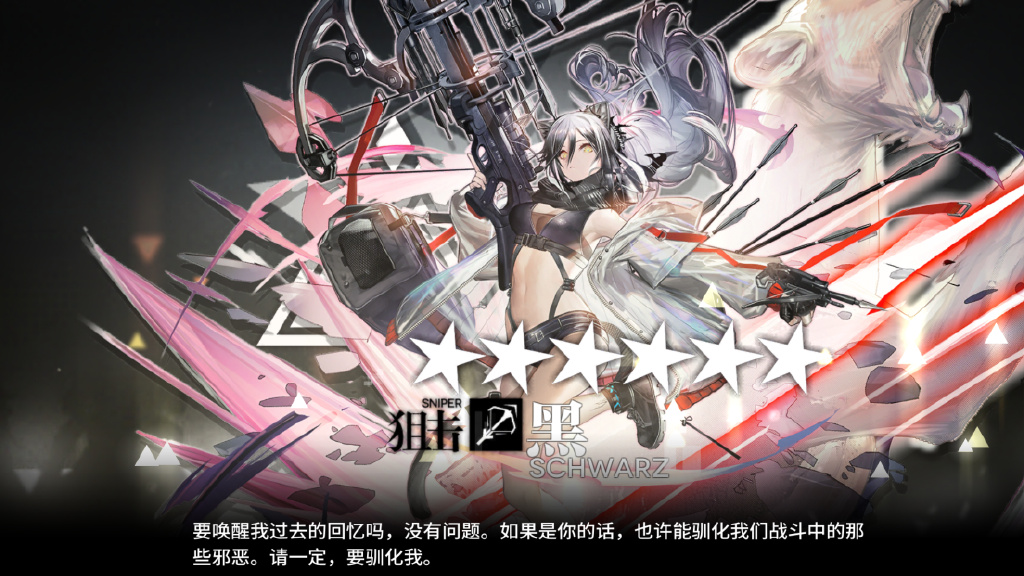 SNIPER
狙击
黑
SCHWARZ
要唤醒我过去的回忆吗，没有问题。如果是你的话，也许能驯化我们战斗中的那
些邪恶。请一定，要驯化我。